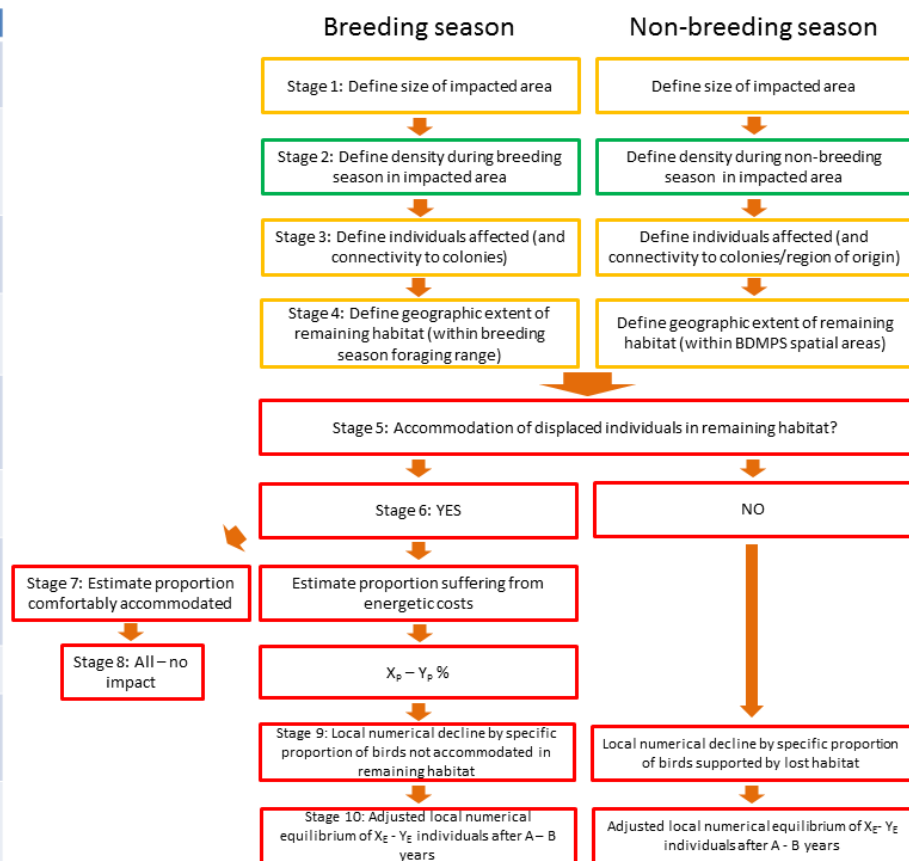 Breeding season
Non-breeding season
Stage 1: Define size of impacted area
Define size of impacted area
Stage 2: Define density during breeding
season in impacted area
Define density during non-breeding
season in impacted area
Stage 3: Define individuals affected (and
connectivity to colonies)
Define individuals affected (and
connectivity to colonies/region of origin)
Stage 4: Define geographic extent of
remaining habitat (within breeding
season foraging range)
Define geographic extent of remaining
habitat (within BDMPS spatial areas)
Stage 5: Accommodation of displaced individuals in remaining habitat?
Stage 6: YES
NO
Stage 7: Estimate proportion
comfortably accommodated
Estimate proportion suffering from
energetic costs
Stage 8: All – no
impact
Xₚ – Yₚ %
Stage 9: Local numerical decline by specific
proportion of birds not accommodated in
remaining habitat
Local numerical decline by specific proportion
of birds supported by lost habitat
Stage 10: Adjusted local numerical
equilibrium of X_E - Y_E individuals after A – B
years
Adjusted local numerical equilibrium of X_E- Y_E
individuals after A - B years